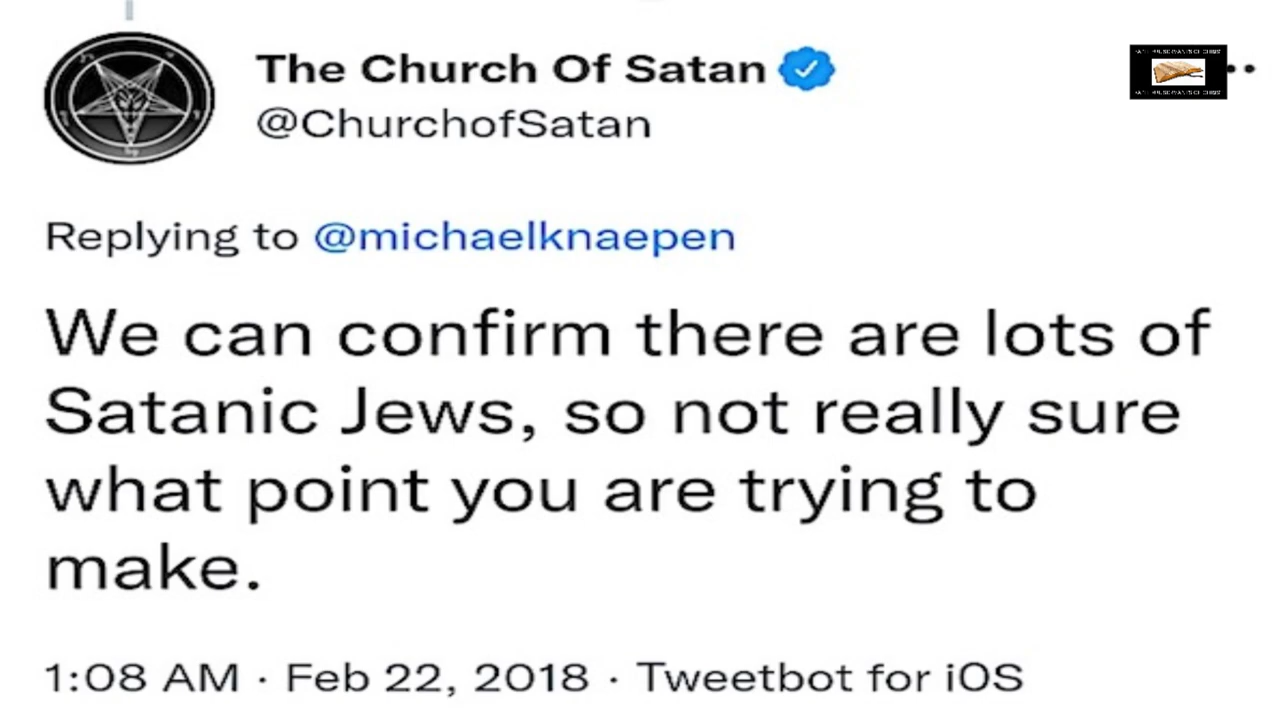 The Church Of Satan
@ChurchofSatan
Replying to @michaelknaepen
We can confirm there are lots of
Satanic Jews, so not really sure
what point you are trying to
make.
1:08 AM · Feb 22, 2018 · Tweetbot for iOS